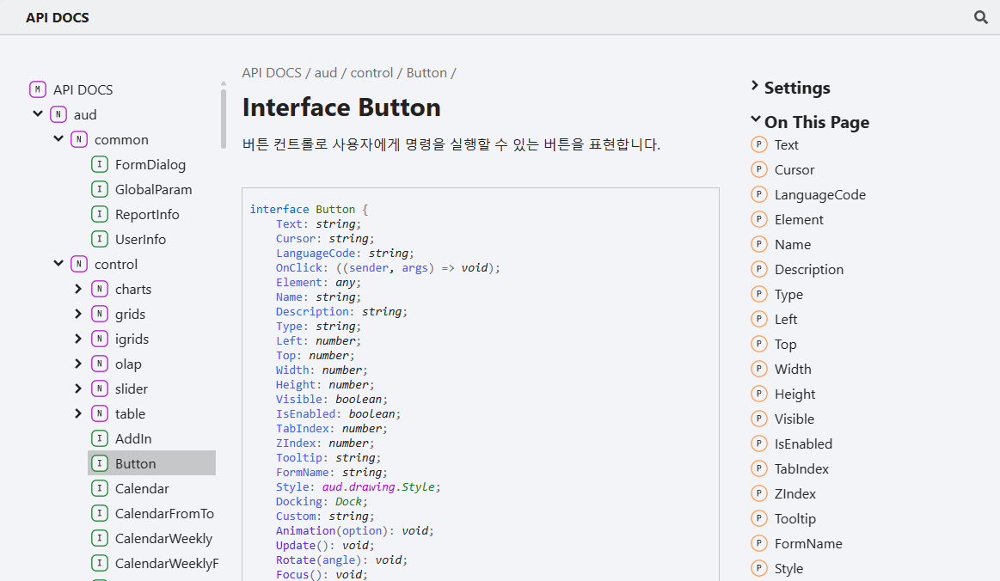 API DOCS
M API DOCS
N aud
N common
I FormDialog
I GlobalParam
I ReportInfo
I UserInfo
N control
N charts
N grids
N igrids
N olap
N slider
N table
I AddIn
I Button
I Calendar
I CalendarFromTo
I CalendarWeekly
I CalendarWeeklyF
API DOCS / aud / control / Button /
Interface Button
버튼 컨트롤로 사용자에게 명령을 실행할 수 있는 버튼을 표현합니다.
interface Button {
Text: string;
Cursor: string;
LanguageCode: string;
OnClick: ((sender, args) => void);
Element: any;
Name: string;
Description: string;
Type: string;
Left: number;
Top: number;
Width: number;
Height: number;
Visible: boolean;
IsEnabled: boolean;
TabIndex: number;
ZIndex: number;
Tooltip: string;
FormName: string;
Style: aud.drawing.Style;
Docking: Dock;
Custom: string;
Animation(option): void;
Update(): void;
Rotate(angle): void;
Focus(): void;
Settings
On This Page
P Text
P Cursor
P LanguageCode
P Element
P Name
P Description
P Type
P Left
P Top
P Width
P Height
P Visible
P IsEnabled
P TabIndex
P ZIndex
P Tooltip
P FormName
P Style